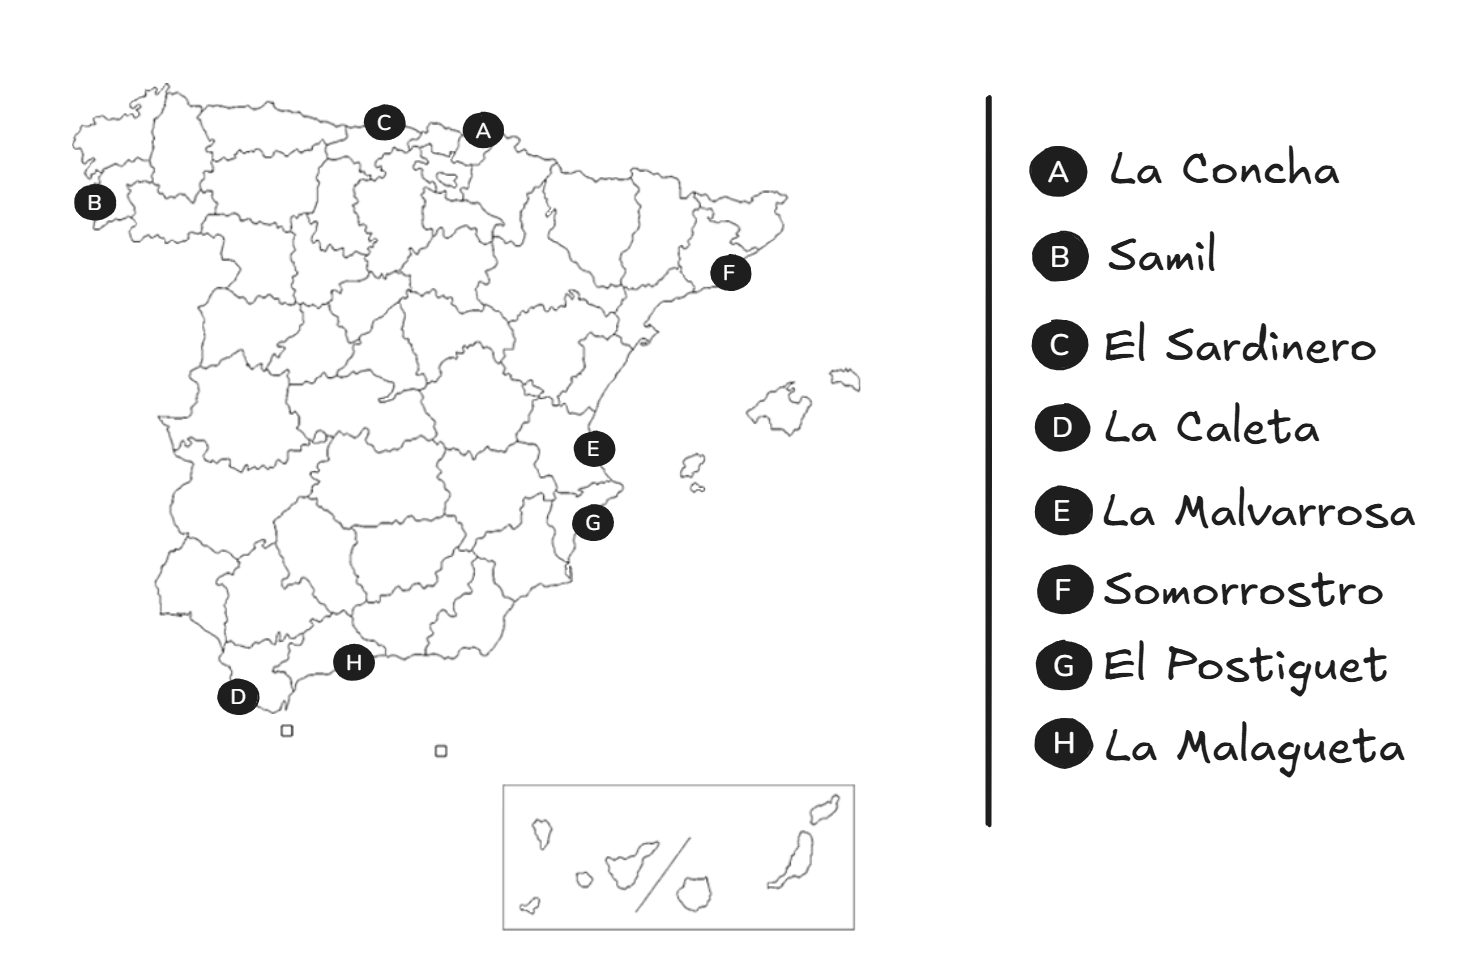 C
A
B
F
E
G
H
D
A La Concha
B Samil
C El Sardinero
D La Caleta
E La Malvarrosa
F Somorrostro
G El Postiguet
H La Malagueta